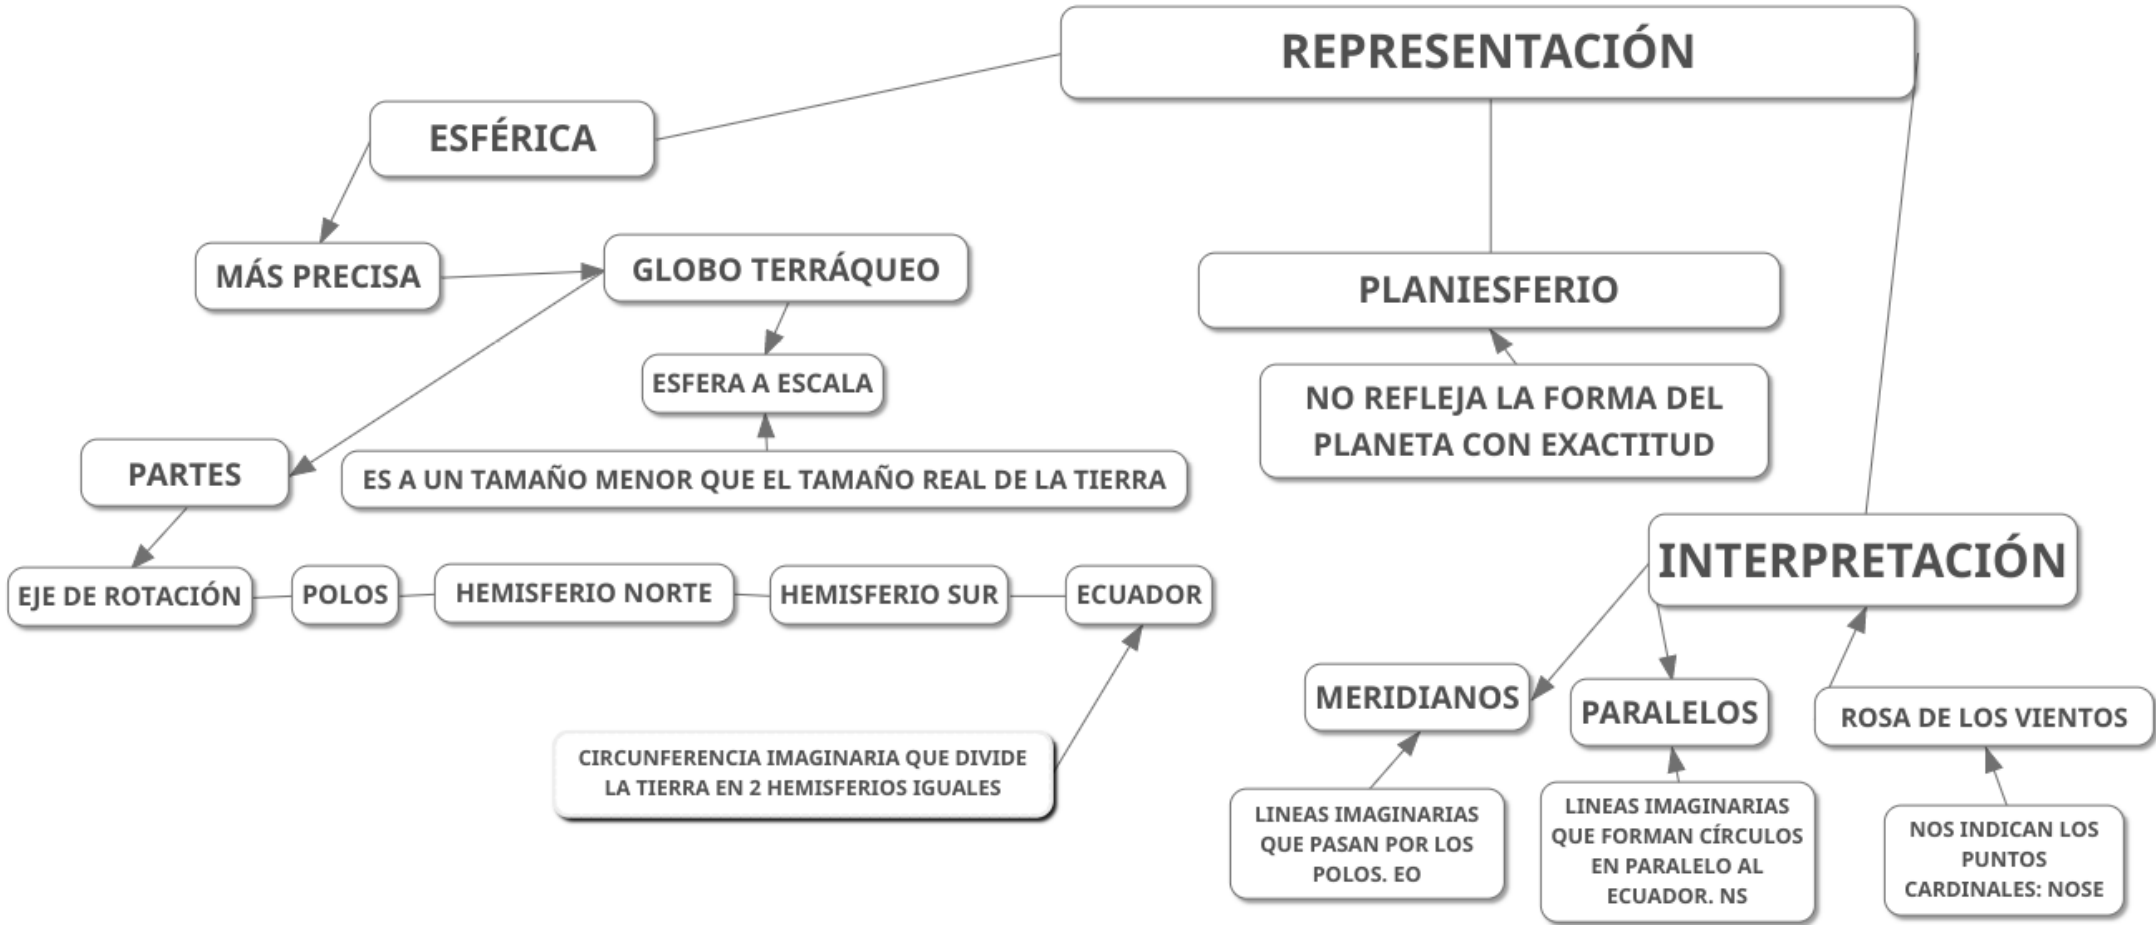 REPRESENTACIÓN
ESFÉRICA
MÁS PRECISA
GLOBO TERRÁQUEO
PLANIESFERIO
ESFERA A ESCALA
NO REFLEJA LA FORMA DEL
PLANETA CON EXACTITUD
PARTES
ES A UN TAMAÑO MENOR QUE EL TAMAÑO REAL DE LA TIERRA
INTERPRETACIÓN
EJE DE ROTACIÓN
POLOS
HEMISFERIO NORTE
HEMISFERIO SUR
ECUADOR
MERIDIANOS
PARALELOS
ROSA DE LOS VIENTOS
CIRCUNFERENCIA IMAGINARIA QUE DIVIDE
LA TIERRA EN 2 HEMISFERIOS IGUALES
LINEAS IMAGINARIAS
QUE PASAN POR LOS
POLOS. EO
LINEAS IMAGINARIAS
QUE FORMAN CÍRCULOS
EN PARALELO AL
ECUADOR. NS
NOS INDICAN LOS
PUNTOS
CARDINALES: NOSE